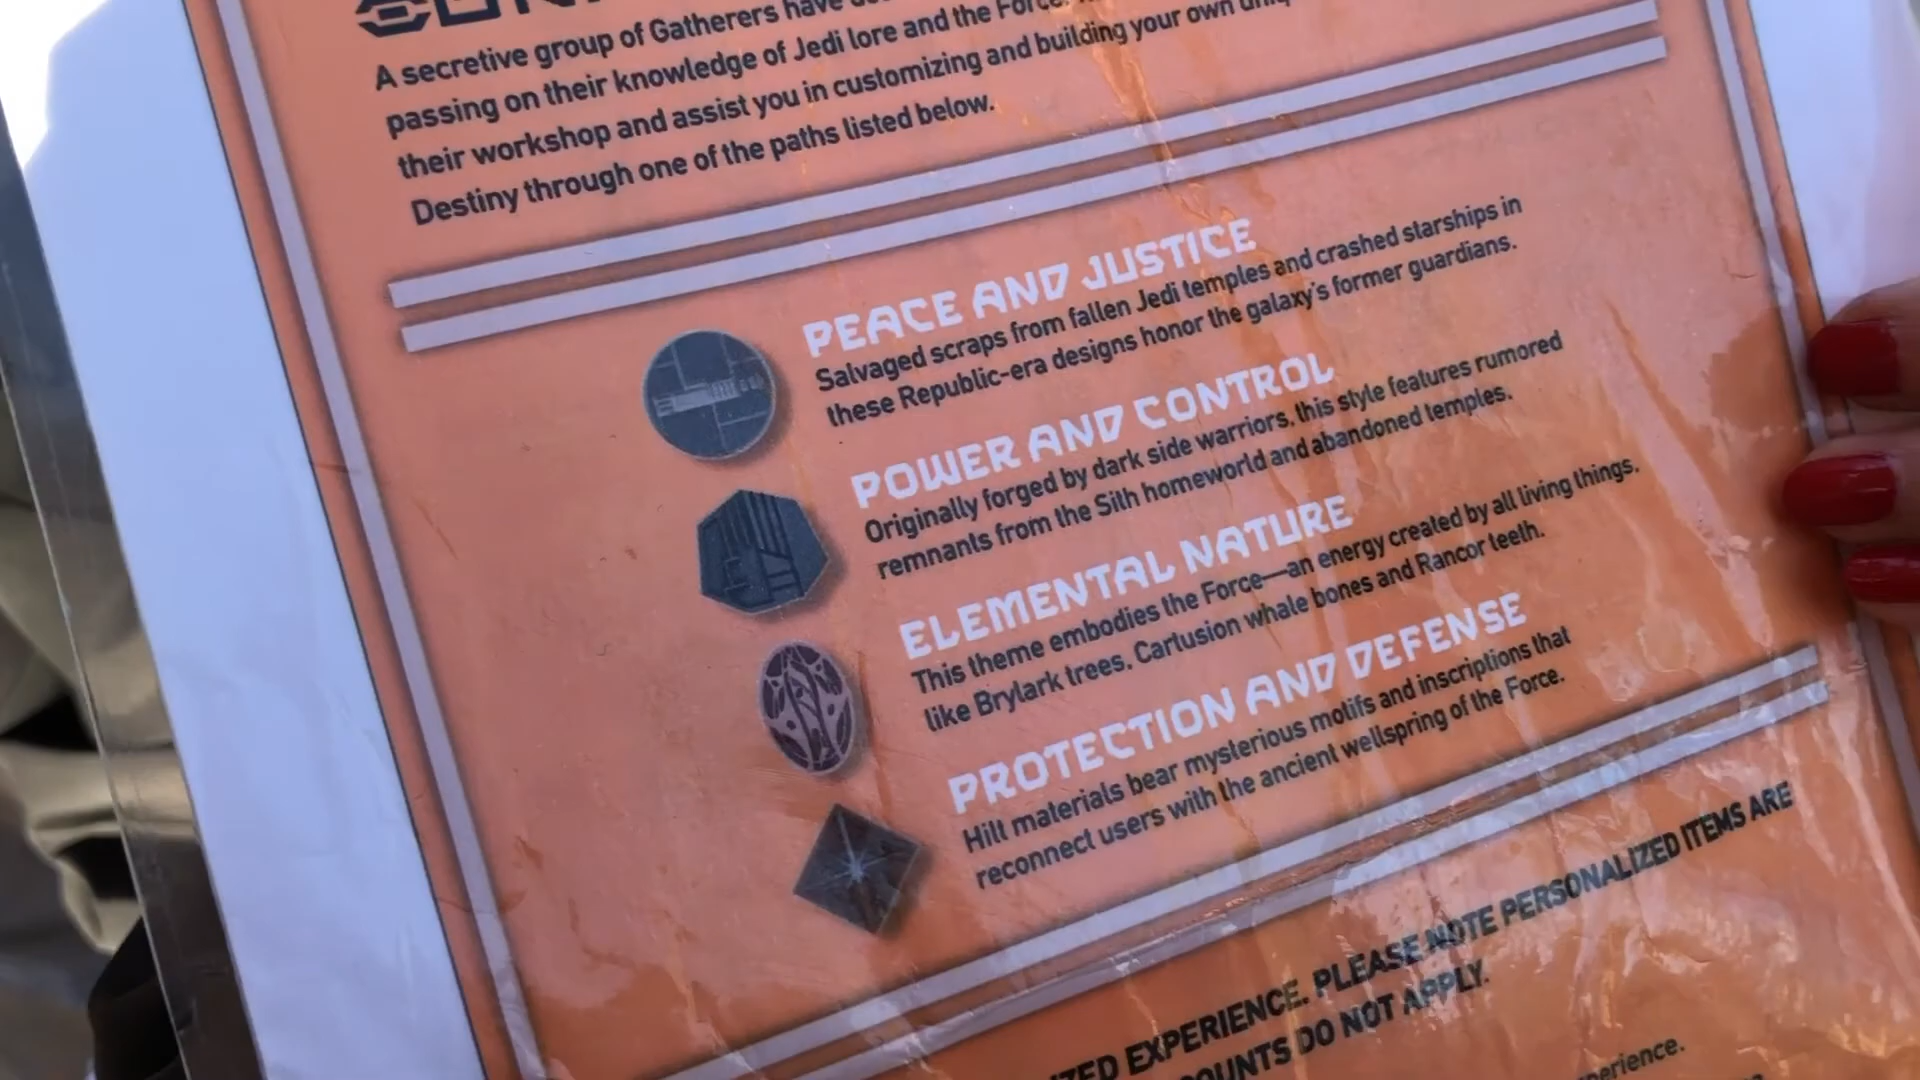 A secretive group of Gatherers have
passing on their knowledge of Jedi lore and the Force.
their workshop and assist you in customizing and building your own
Destiny through one of the paths listed below.
PEACE AND JUSTICE
Salvaged scraps from fallen Jedi temples and crashed starships in
these Republic-era designs honor the galaxy's former guardians.
POWER AND CONTROL
Originally forged by dark side warriors, this style features rumored
remnants from the Sith homeworld and abandoned temples.
ELEMENTAL NATURE
This theme embodies the Force—an energy created by all living things.
like Brylark trees, Cartusion whale bones and Rancor teeth.
PROTECTION AND DEFENSE
Hilt materials bear mysterious motifs and inscriptions that
reconnect users with the ancient wellspring of the Force.
EXPERIENCE. PLEASE NOTE PERSONALIZED ITEMS ARE
DO NOT APPLY.